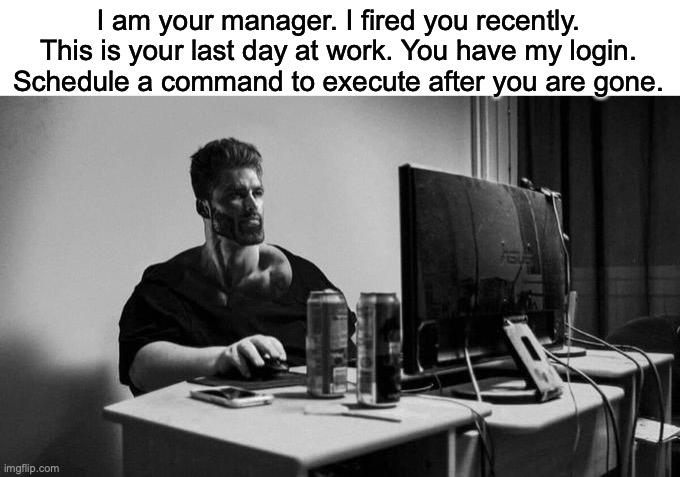 I am your manager. I fired you recently.
This is your last day at work. You have my login.
Schedule a command to execute after you are gone.
ASUS
imgflip.com